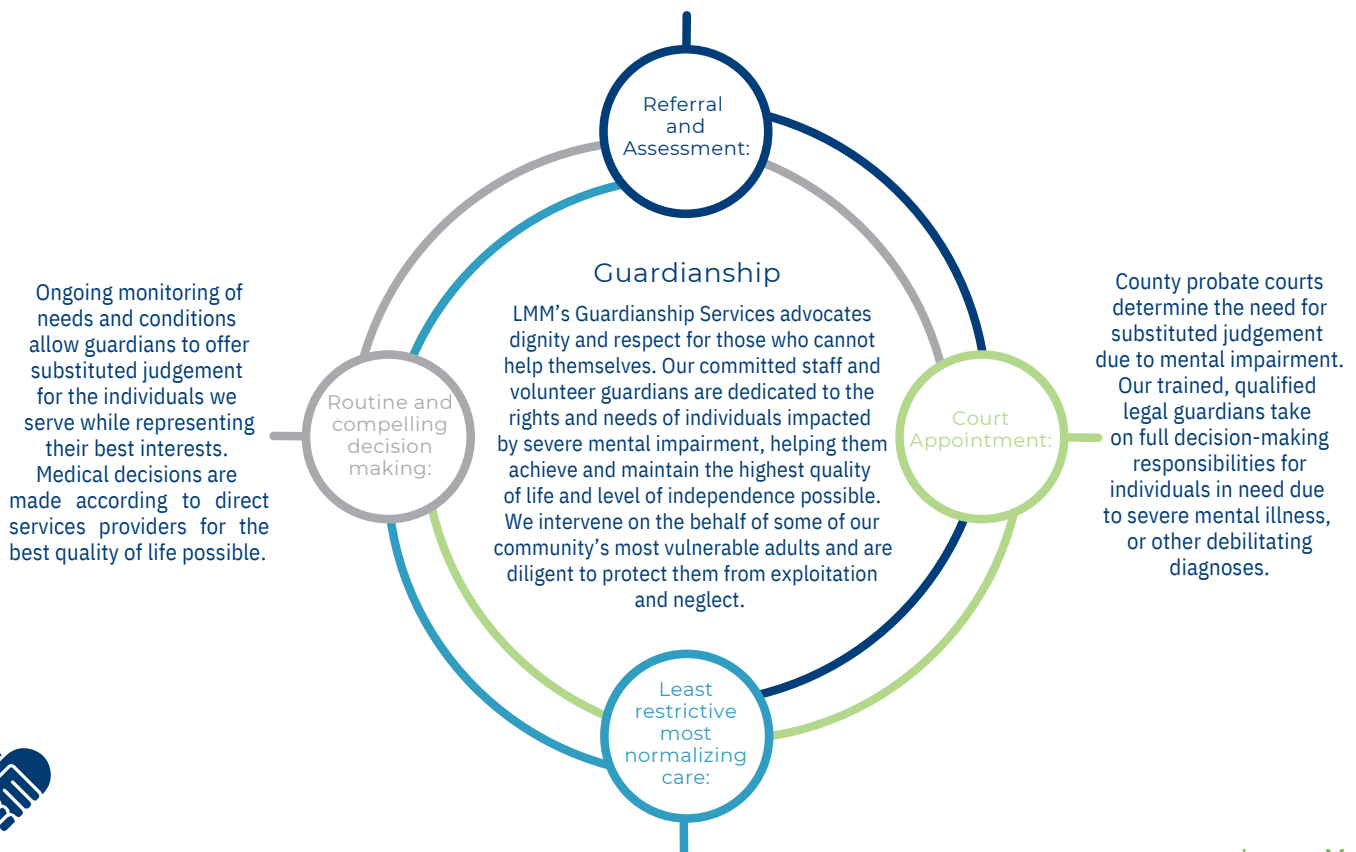 Referral
and
Assessment:
Guardianship
LMM's Guardianship Services advocates
dignity and respect for those who cannot
help themselves. Our committed staff and
volunteer guardians are dedicated to the
rights and needs of individuals impacted
by severe mental impairment, helping them
achieve and maintain the highest quality
of life and level of independence possible.
We intervene on the behalf of some of our
community's most vulnerable adults and are
diligent to protect them from exploitation
and neglect.
Ongoing monitoring of
needs and conditions
allow guardians to offer
substituted judgement
for the individuals we
serve while representing
their best interests.
Medical decisions are
made according to direct
services providers for the
best quality of life possible.
Routine and
compelling
decision
making:
Court
Appointment:
County probate courts
determine the need for
substituted judgement
due to mental impairment.
Our trained, qualified
legal guardians take
on full decision-making
responsibilities for
individuals in need due
to severe mental illness,
or other debilitating
diagnoses.
Least
restrictive
most
normalizing
care: